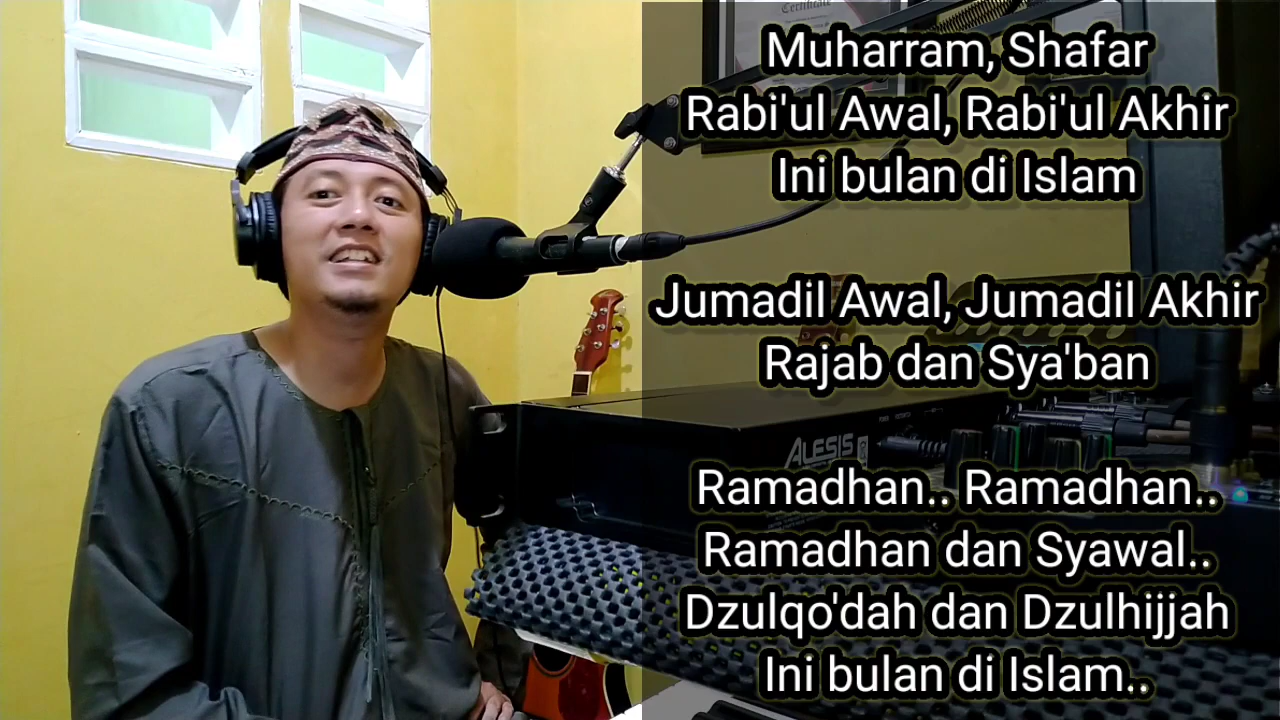 Certificate
Muharram, Shafar
Rabi'ul Awal, Rabi'ul Akhir
Ini bulan di Islam
Jumadil Awal, Jumadil Akhir
Rajab dan Sya'ban
ALESIS
Ramadhan.. Ramadhan..
Ramadhan dan Syawal..
Dzulqo'dah dan Dzulhijjah
Ini bulan di Islam..